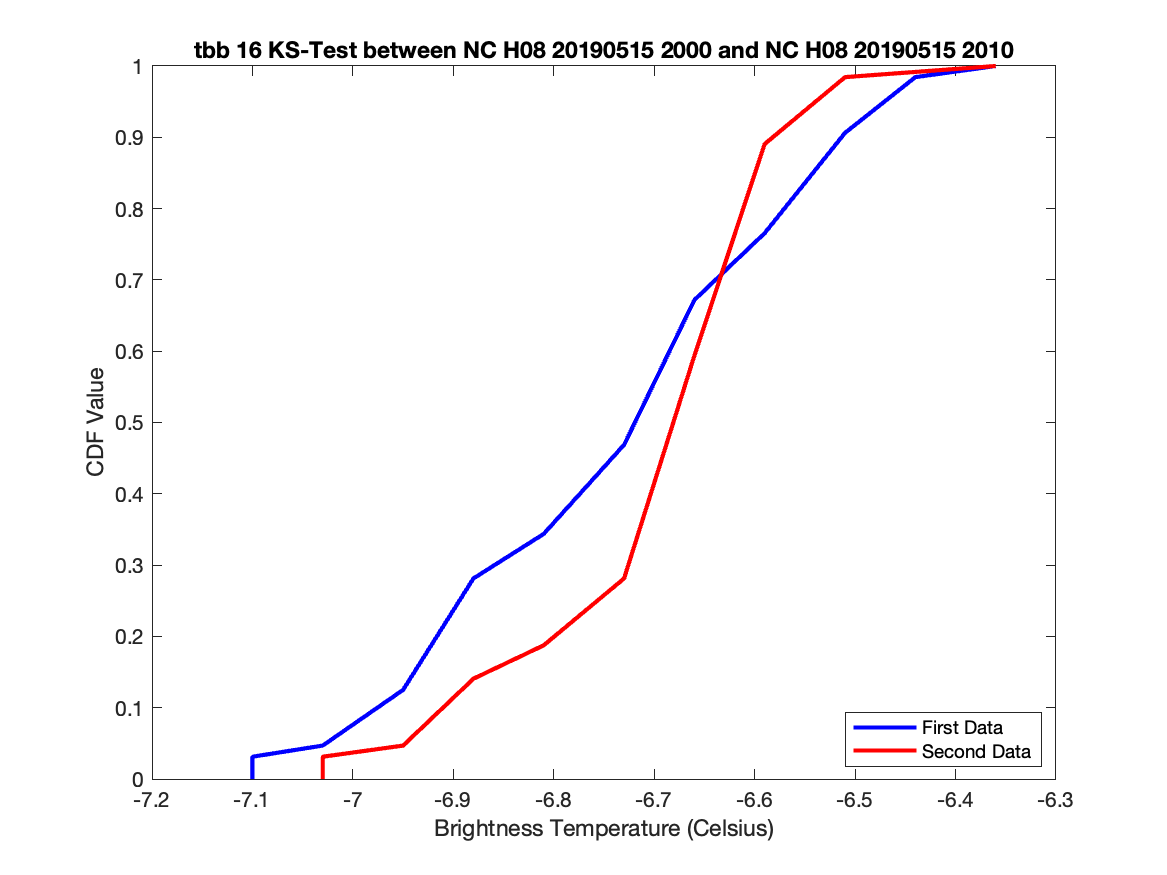 tbb 16 KS-Test between NC H08 20190515 2000 and NC H08 20190515 2010
1
0.9
0.8
0.7
0.6
0.5
0.4
0.3
0.2
0.1
0
CDF Value
First Data
Second Data
-7.2 -7.1 -7 -6.9 -6.8 -6.7 -6.6 -6.5 -6.4 -6.3
Brightness Temperature (Celsius)